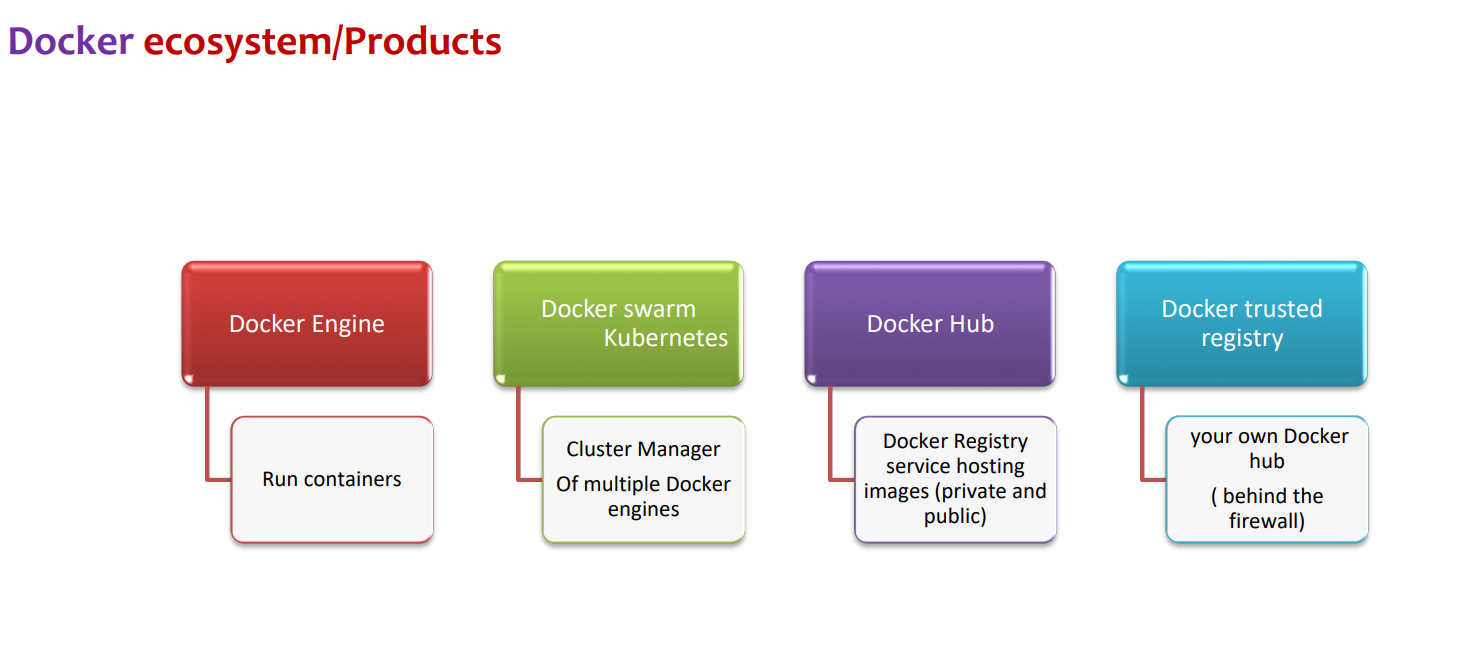 Docker ecosystem/Products
Docker Engine
Run containers
Docker swarm
Kubernetes
Cluster Manager
Of multiple Docker
engines
Docker Hub
Docker Registry
service hosting
images (private and
public)
Docker trusted
registry
your own Docker
hub
( behind the
firewall)